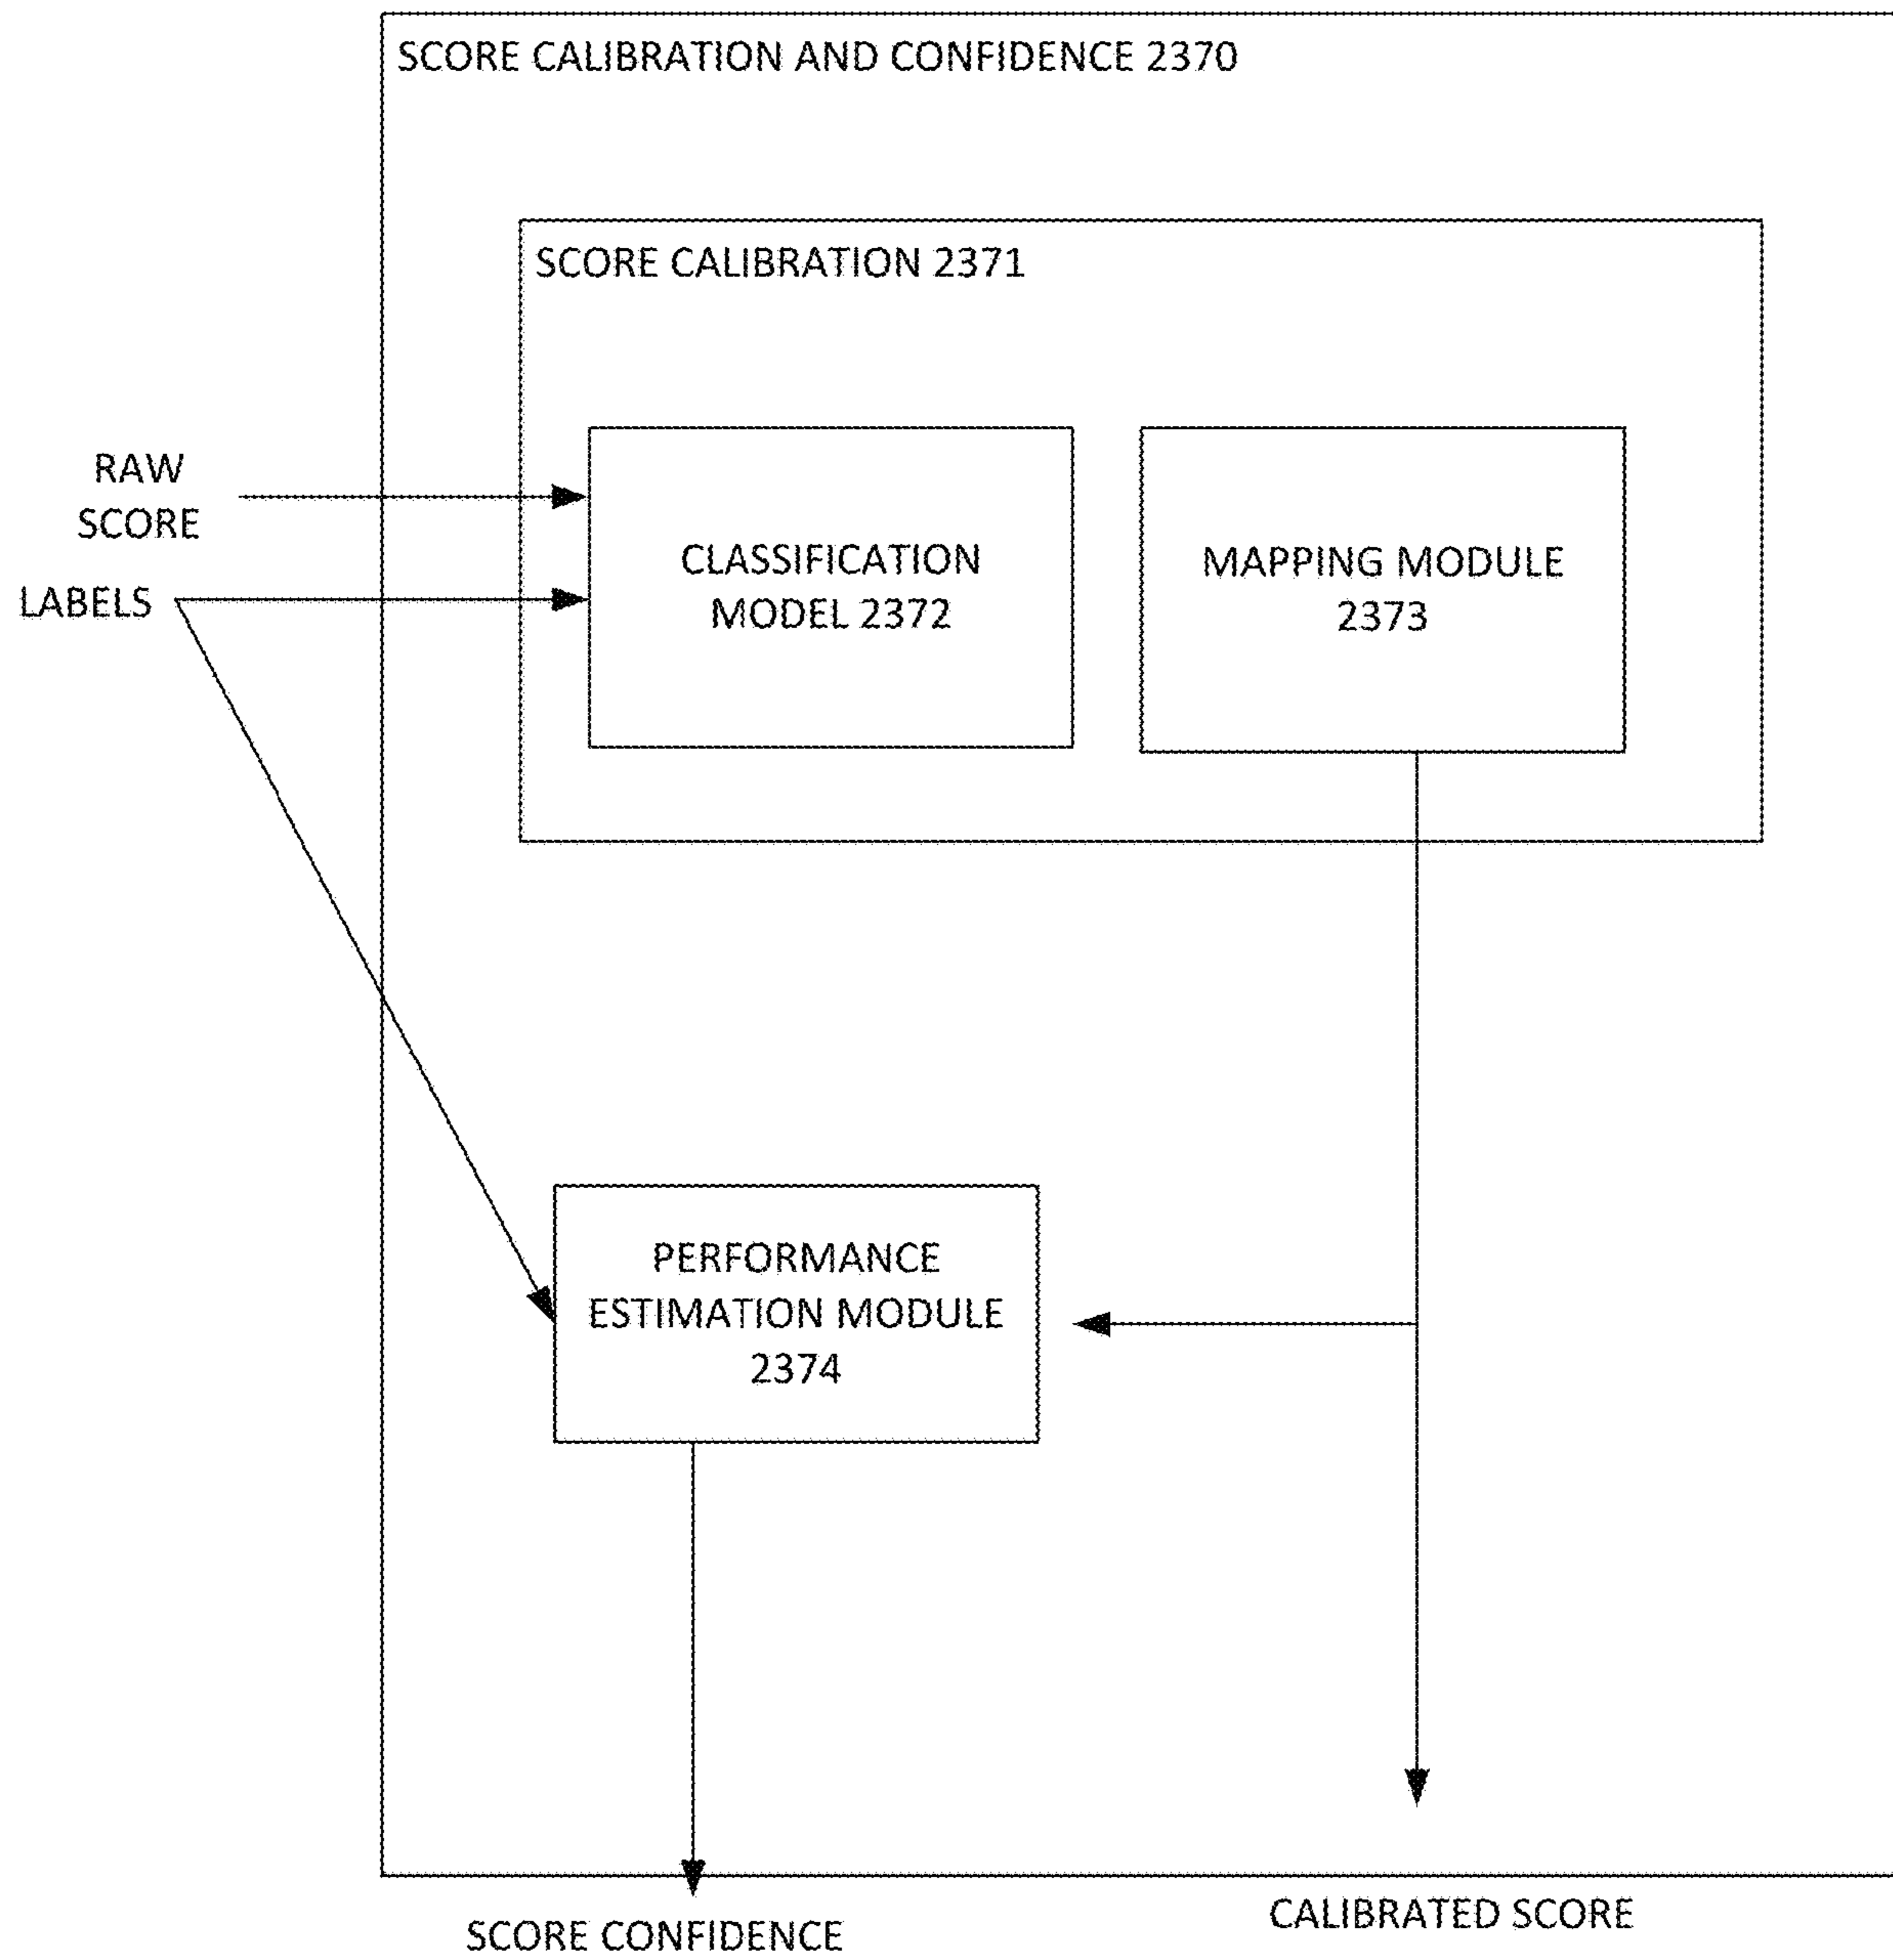 SCORE CALIBRATION AND CONFIDENCE 2370
SCORE CALIBRATION 2371
RAW
SCORE
LABELS
CLASSIFICATION
MODEL 2372
MAPPING MODULE
2373
PERFORMANCE
ESTIMATION MODULE
2374
SCORE CONFIDENCE
CALIBRATED SCORE